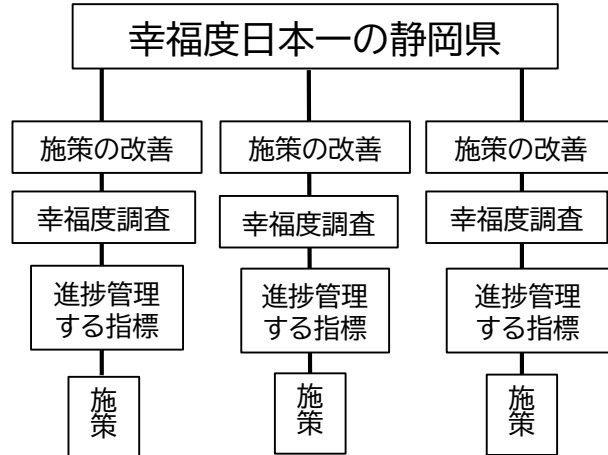 幸福度日本一の静岡県
施策の改善
施策の改善
施策の改善
幸福度調査
幸福度調査
幸福度調査
進捗管理
する指標
進捗管理
する指標
進捗管理
する指標
施策
施策
施策